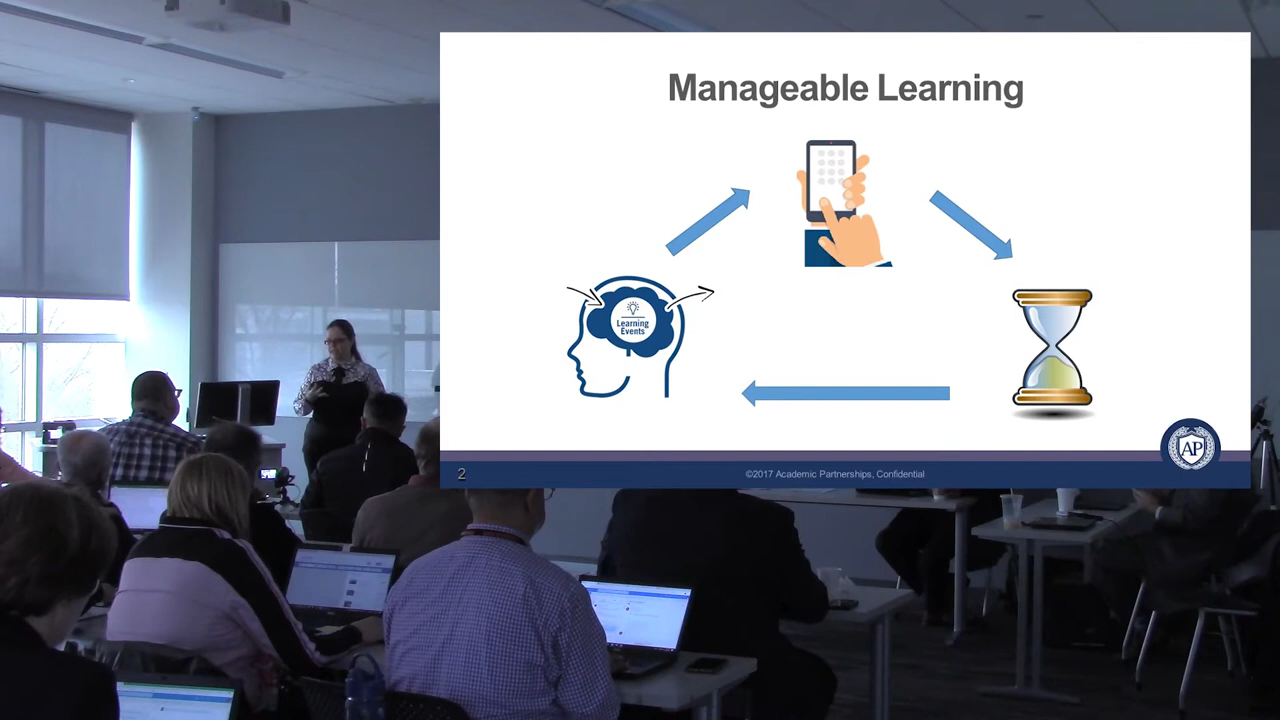 Manageable Learning
Learning
Events
AP
2
©2017 Academic Partnerships, Confidential